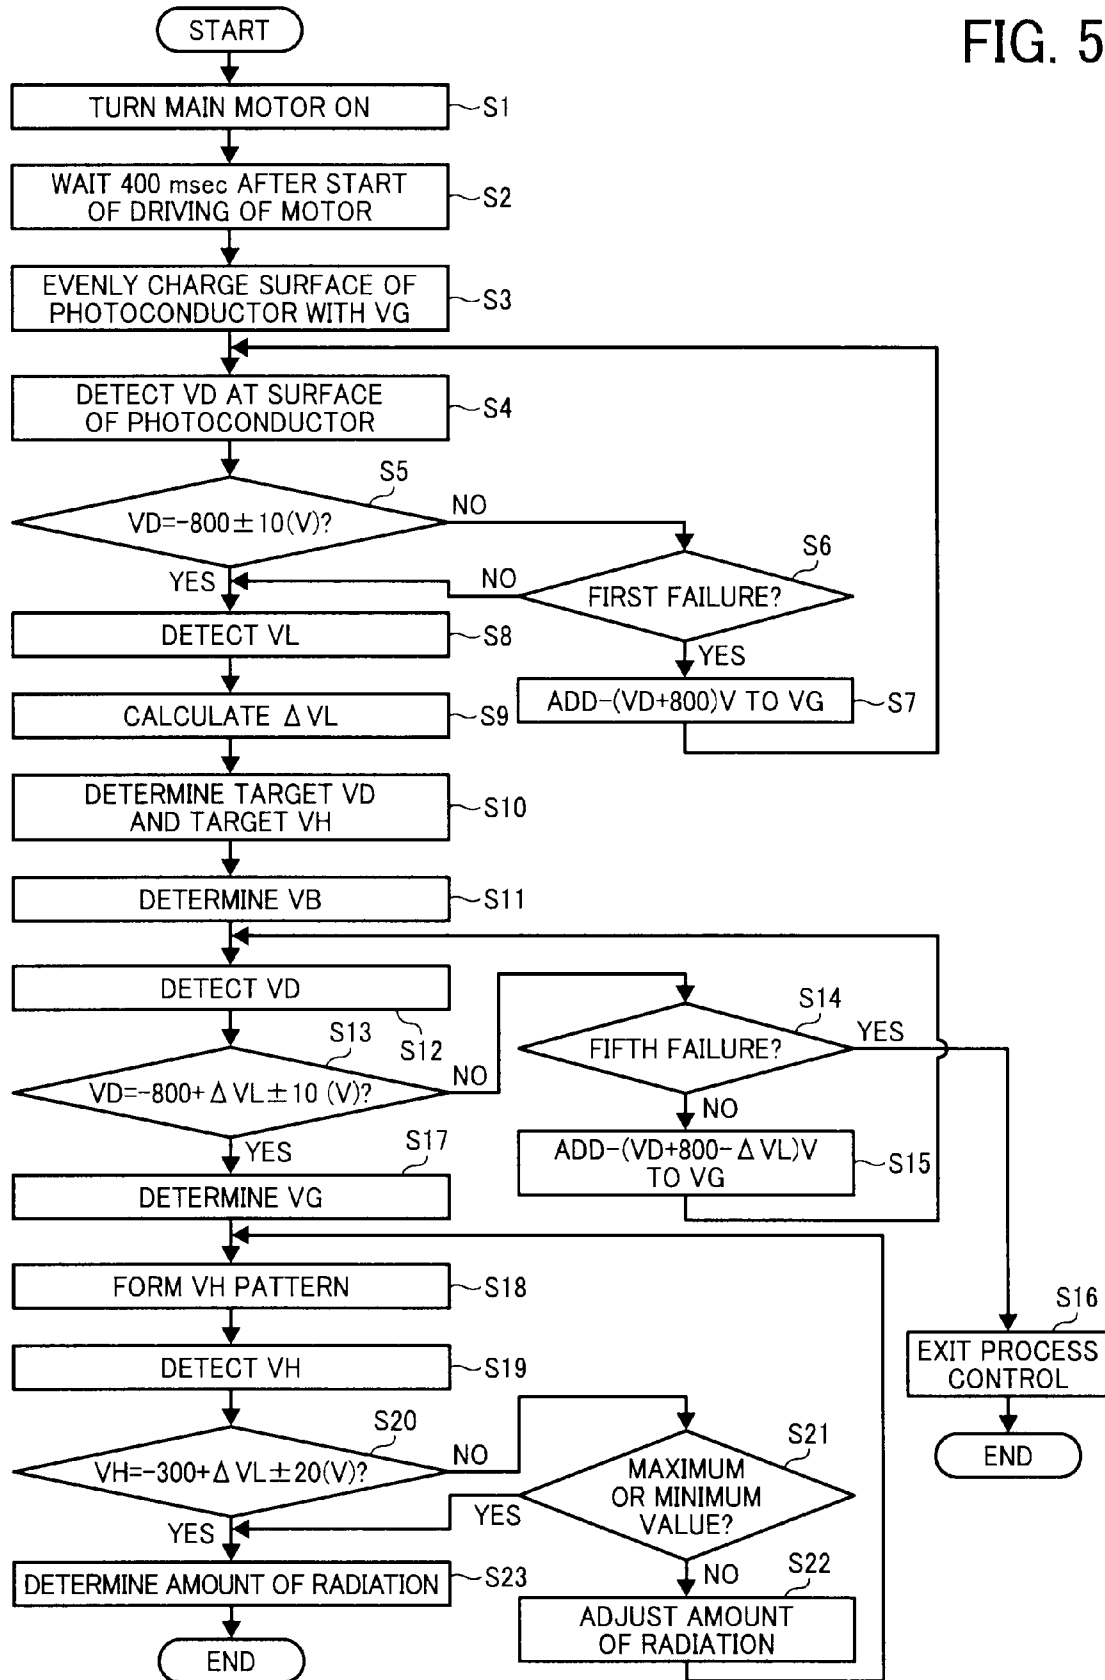 FIG. 5
START
TURN MAIN MOTOR ON
S1
WAIT 400 msec AFTER START
OF DRIVING OF MOTOR
S2
EVENLY CHARGE SURFACE OF
PHOTOCONDUCTOR WITH VG
S3
DETECT VD AT SURFACE
OF PHOTOCONDUCTOR
S4
S5
VD=-800±10(V)?
NO
YES
S6
FIRST FAILURE?
NO
YES
ADD-(VD+800)V TO VG
S7
DETECT VL
S8
CALCULATE Δ VL
S9
DETERMINE TARGET VD
AND TARGET VH
S10
DETERMINE VB
S11
DETECT VD
S12
S13
VD=-800+Δ VL±10 (V)?
NO
YES
S14
FIFTH FAILURE?
YES
NO
ADD-(VD+800-Δ VL)V
TO VG
S15
S16
EXIT PROCESS
CONTROL
END
S17
DETERMINE VG
FORM VH PATTERN
S18
DETECT VH
S19
S20
VH=-300+Δ VL±20(V)?
NO
YES
S21
MAXIMUM
OR MINIMUM
VALUE?
YES
NO
S22
ADJUST AMOUNT
OF RADIATION
DETERMINE AMOUNT OF RADIATION
S23
END